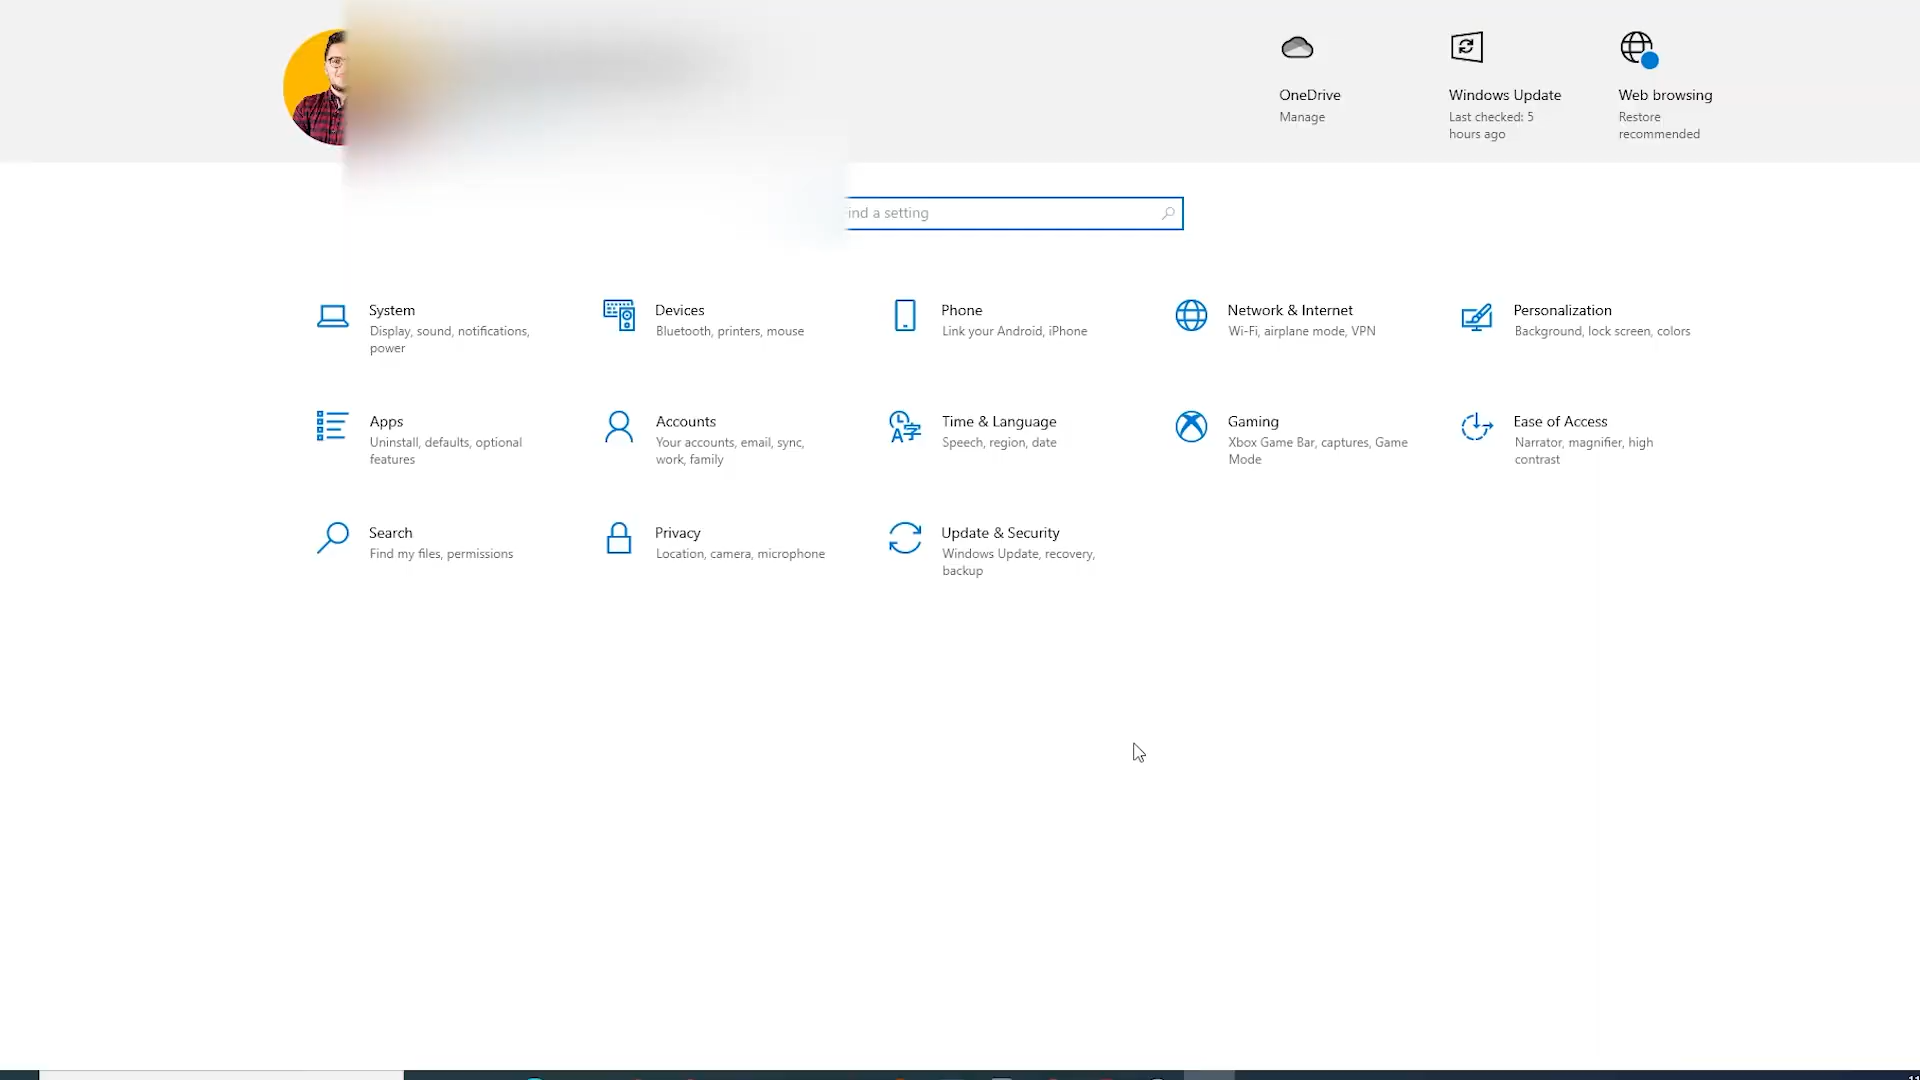 OneDrive
Manage
Windows Update
Last checked: 5
hours ago
Web browsing
Restore
recommended
ind a setting
System
Display, sound, notifications,
power
Devices
Bluetooth, printers, mouse
Phone
Link your Android, iPhone
Network & Internet
Wi-Fi, airplane mode, VPN
Personalization
Background, lock screen, colors
Apps
Uninstall, defaults, optional
features
Accounts
Your accounts, email, sync,
work, family
Time & Language
Speech, region, date
Gaming
Xbox Game Bar, captures, Game
Mode
Ease of Access
Narrator, magnifier, high
contrast
Search
Find my files, permissions
Privacy
Location, camera, microphone
Update & Security
Windows Update, recovery,
backup